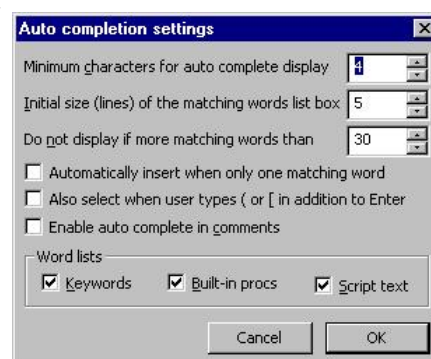 Auto completion settings
Minimum characters for auto complete display 4
Initial size (lines) of the matching words list box 5
Do not display if more matching words than 30
Automatically insert when only one matching word
Also select when user types ( or [ in addition to Enter
Enable auto complete in comments
Word lists
Keywords Built-in procs Script text
Cancel OK